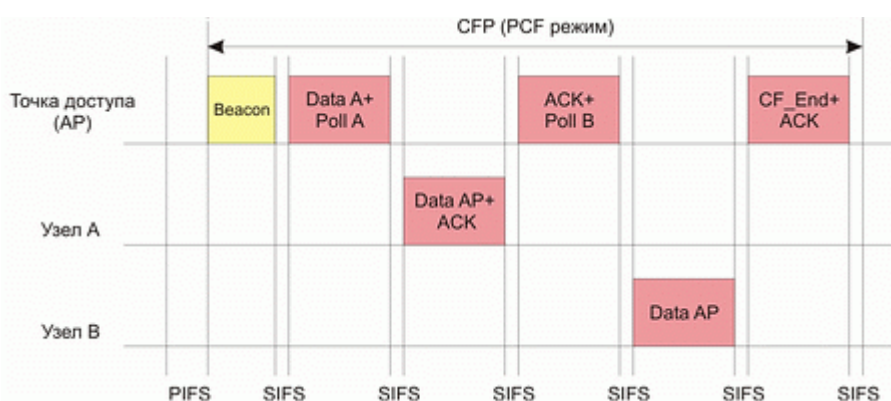 CFP (PCF режим)
Точка доступа
(AP)
Beacon
Data A+
Poll A
ACK+
Poll B
CF_End+
ACK
Узел A
Data AP+
ACK
Узел B
Data AP
PIFS SIFS SIFS SIFS SIFS SIFS SIFS